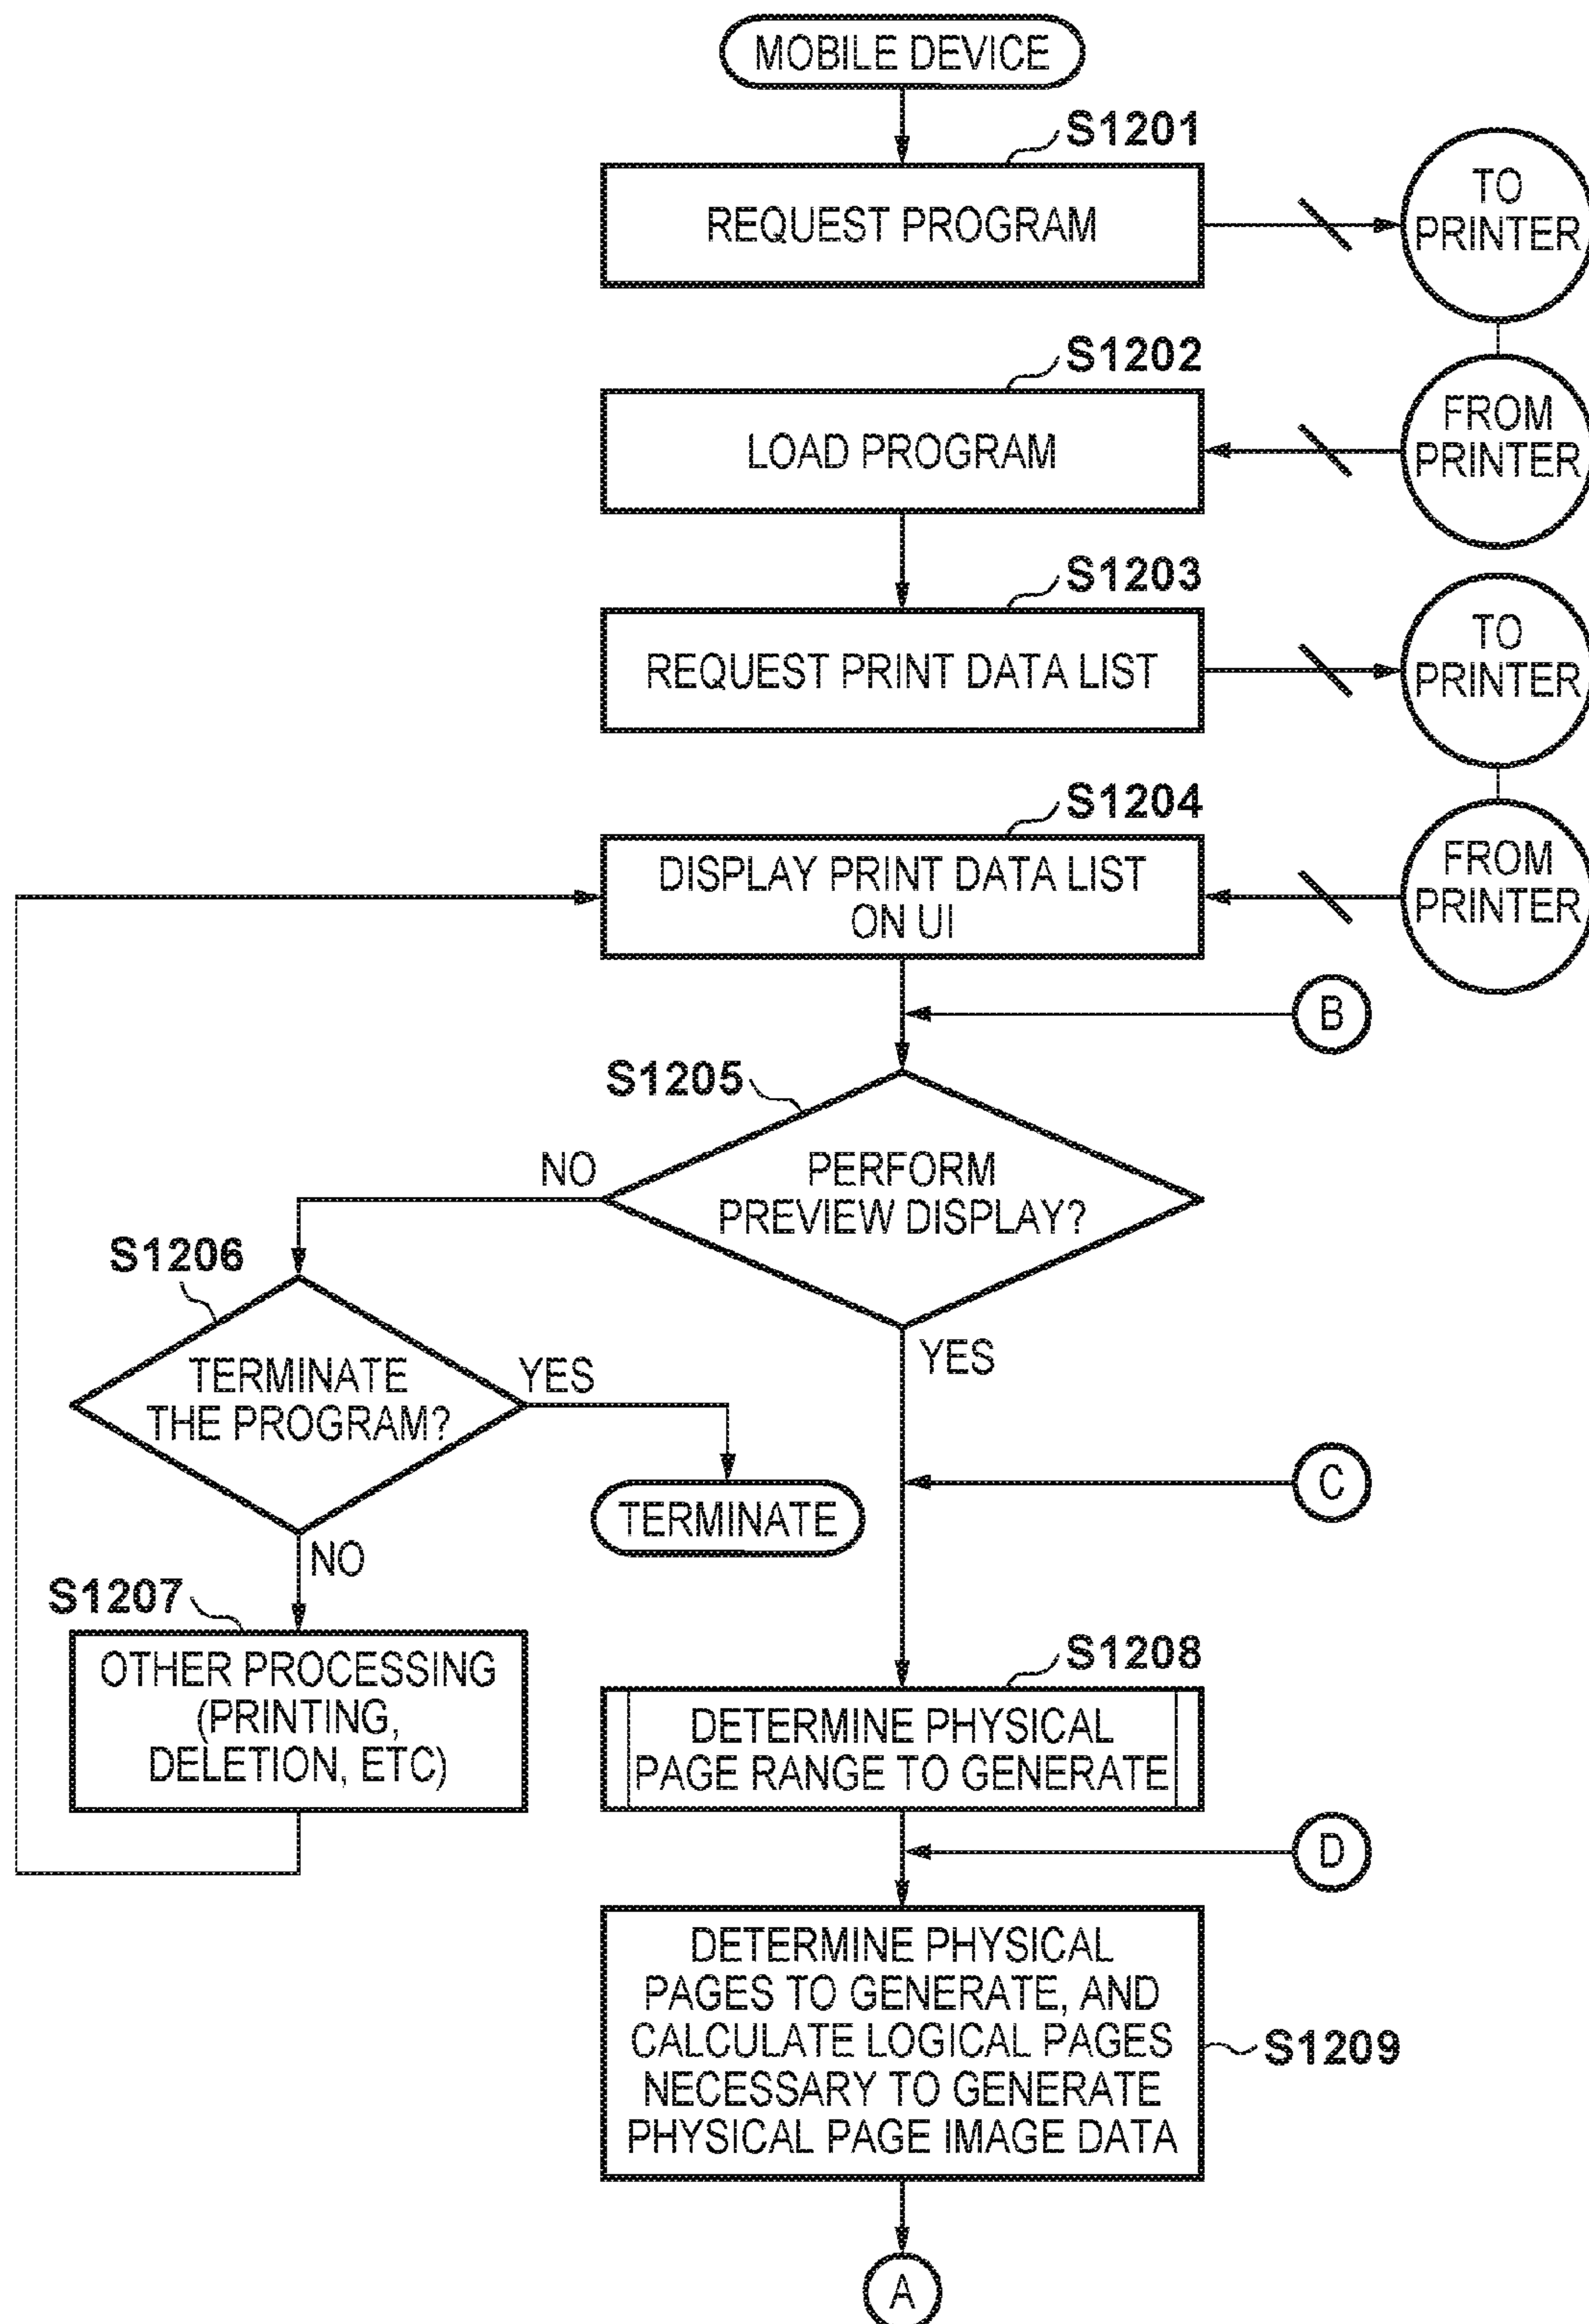 MOBILE DEVICE
S1201
REQUEST PROGRAM
TO
PRINTER
S1202
LOAD PROGRAM
FROM
PRINTER
S1203
REQUEST PRINT DATA LIST
TO
PRINTER
S1204
DISPLAY PRINT DATA LIST
ON UI
FROM
PRINTER
B
S1205
PERFORM
PREVIEW DISPLAY?
NO
YES
S1206
TERMINATE
THE PROGRAM?
YES
TERMINATE
NO
C
S1207
OTHER PROCESSING
(PRINTING,
DELETION, ETC)
S1208
DETERMINE PHYSICAL
PAGE RANGE TO GENERATE
D
DETERMINE PHYSICAL
PAGES TO GENERATE, AND
CALCULATE LOGICAL PAGES
NECESSARY TO GENERATE
PHYSICAL PAGE IMAGE DATA
S1209
A